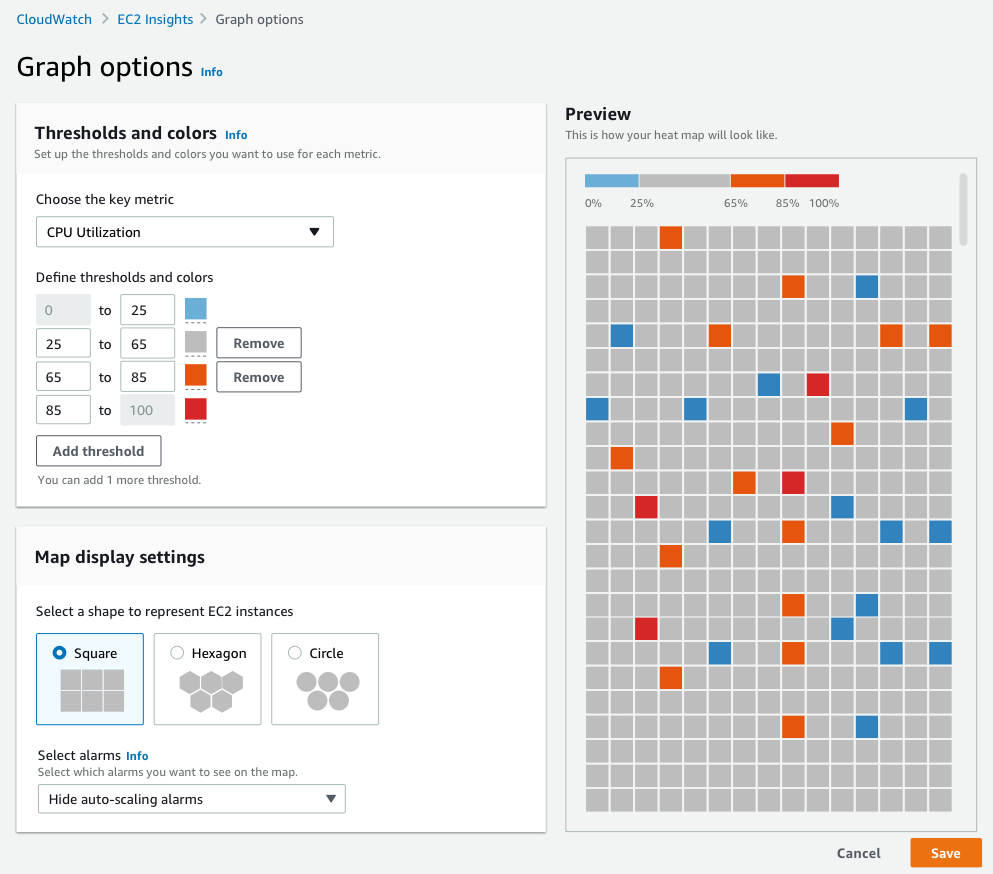 CloudWatch > EC2 Insights > Graph options
Graph options Info
Thresholds and colors Info
Set up the thresholds and colors you want to use for each metric.
Choose the key metric
CPU Utilization
Define thresholds and colors
0 to 25
25 to 65 Remove
65 to 85 Remove
85 to 100
Add threshold
You can add 1 more threshold.
Map display settings
Select a shape to represent EC2 instances
Square Hexagon Circle
Select alarms Info
Select which alarms you want to see on the map.
Hide auto-scaling alarms
Preview
This is how your heat map will look like.
0% 25% 65% 85% 100%
Cancel Save